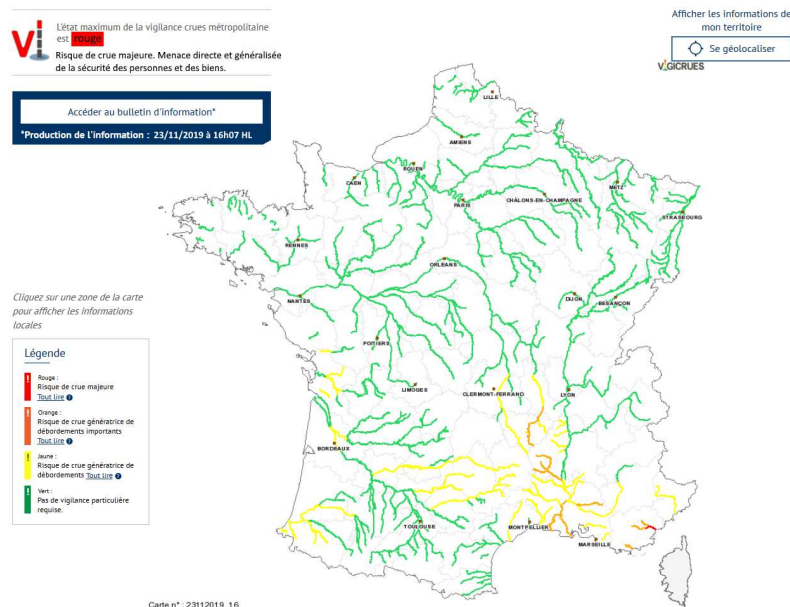 L'état maximum de la vigilance crues métropolitaine
est rouge
Risque de crue majeure. Menace directe et généralisée
de la sécurité des personnes et des biens.
Accéder au bulletin d'information*
*Production de l'information : 23/11/2019 à 16h07 HL
Afficher les informations de
mon territoire
Se géolocaliser
VIGICRUES
LILLE
AMIENS
ROUEN
CAEN
METZ
PARIS
CHÂLONS-EN-CHAMPAGNE
STRASBOURG
RENNES
ORLÉANS
NANTES
DIJON
BESANÇON
POITIERS
LIMOGES
CLERMONT-FERRAND
LYON
BORDEAUX
TOULOUSE
MONTPELLIER
MARSEILLE
Cliquez sur une zone de la carte
pour afficher les informations
locales
Légende
Rouge :
Risque de crue majeure
Tout lire
Orange :
Risque de crue génératrice de
débordements importants
Tout lire
Jaune :
Risque de crue génératrice de
débordements Tout lire
Vert :
Pas de vigilance particulière
requise.
Carte n° : 23112019_16